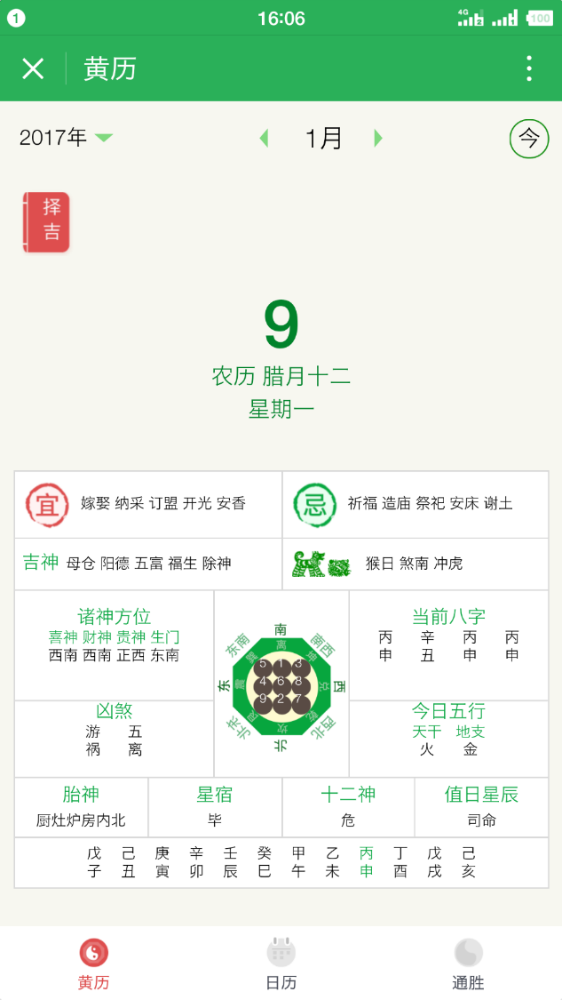 1
16:06
4G
2
1
100
黄历
2017年
1月
今
择
吉
9
农历 腊月十二
星期一
宜
嫁娶 纳采 订盟 开光 安香
忌
祈福 造庙 祭祀 安床 谢土
吉神 母仓 阳德 五富 福生 除神
猴日 煞南 冲虎
诸神方位
喜神 财神 贵神 生门
西南 西南 正西 东南
凶煞
游 五
祸 离
南
东南
南西
离
巽
坤
5 1 3
东
震
4 6 8
兑
西
9 2 7
艮
乾
坎
北东
西北
北
当前八字
丙 辛 丙 丙
申 丑 申 申
今日五行
天干 地支
火 金
胎神
厨灶炉房内北
星宿
毕
十二神
危
值日星辰
司命
戊 己 庚 辛 壬 癸 甲 乙 丙 丁 戊 己
子 丑 寅 卯 辰 巳 午 未 申 酉 戌 亥
黄历
日历
通胜